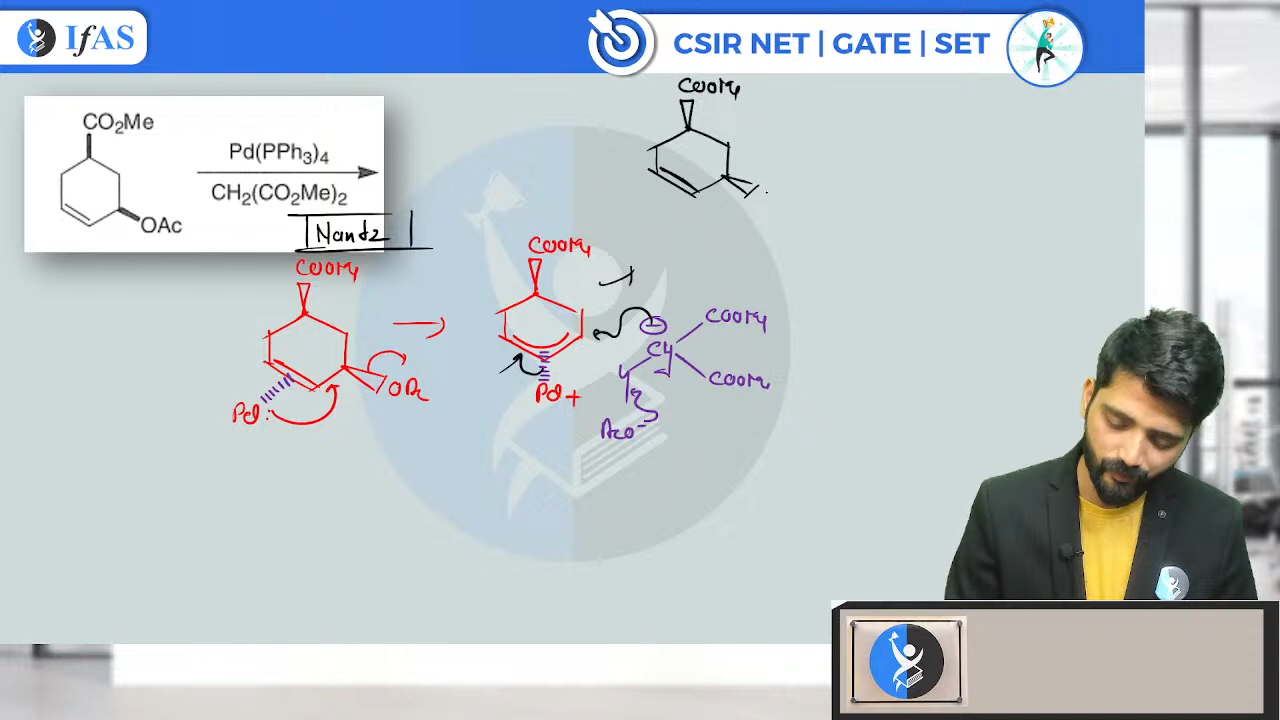 IfAS
CSIR NET | GATE | SET
CO₂Me
Pd(PPh₃)₄
CH₂(CO₂Me)₂
OAc
COOMe
COOMe
Pd:
OAc
COOMe
Pd+
COOMe
CH
COOMe
H
AcO⁻